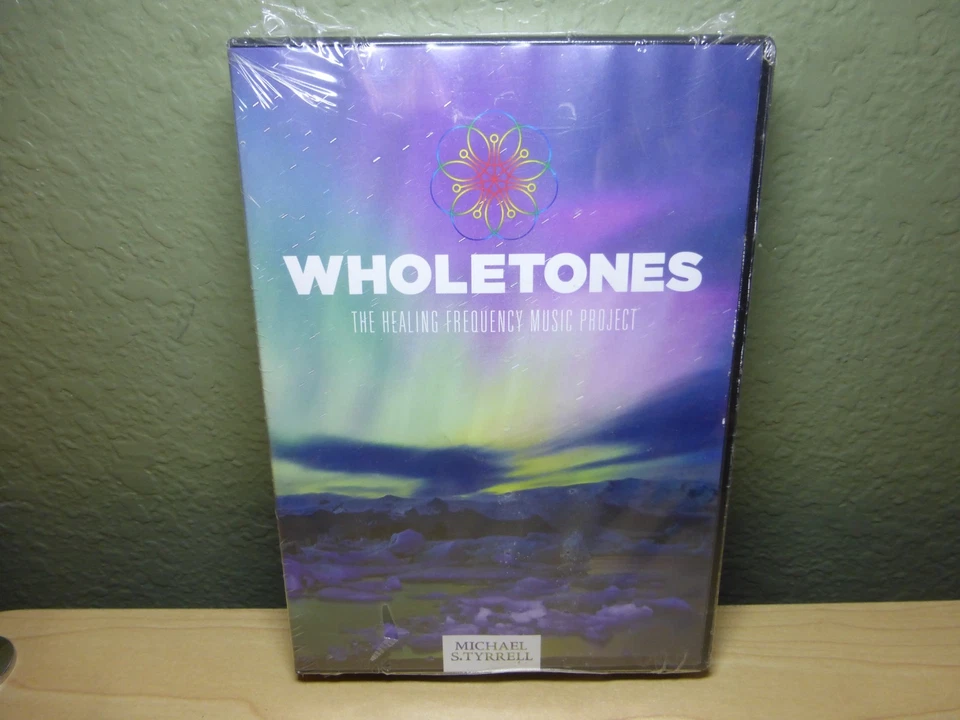 WHOLETONES
THE HEALING FREQUENCY MUSIC PROJECT
MICHAEL
S.TYRRELL